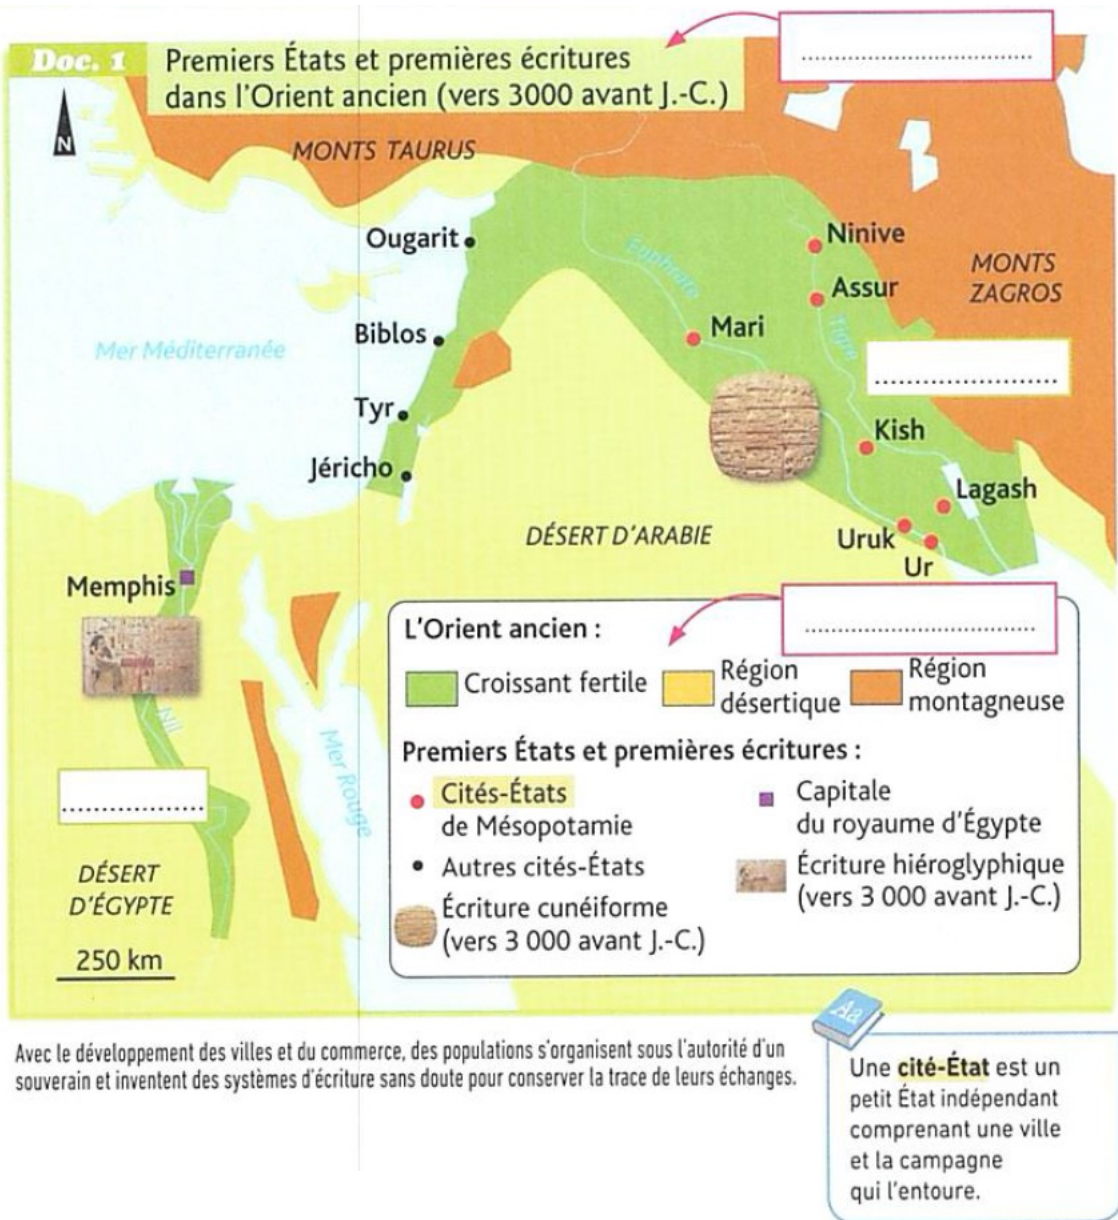 Doc. 1
Premiers États et premières écritures
dans l'Orient ancien (vers 3000 avant J.-C.)
..............................
N
MONTS TAURUS
Ougarit
Ninive
Euphrate
MONTS
ZAGROS
Assur
Biblos
Mari
Mer Méditerranée
Tigre
........................
Tyr
Kish
Jéricho
Lagash
DÉSERT D'ARABIE
Uruk
Ur
Memphis
Nil
Mer Rouge
...................
DÉSERT
D'ÉGYPTE
250 km
..............................
L'Orient ancien :
Croissant fertile
Région
désertique
Région
montagneuse
Premiers États et premières écritures :
Cités-États
de Mésopotamie
Autres cités-États
Écriture cunéiforme
(vers 3 000 avant J.-C.)
Capitale
du royaume d'Égypte
Écriture hiéroglyphique
(vers 3 000 avant J.-C.)
Avec le développement des villes et du commerce, des populations s'organisent sous l'autorité d'un
souverain et inventent des systèmes d'écriture sans doute pour conserver la trace de leurs échanges.
Aa
Une cité-État est un
petit État indépendant
comprenant une ville
et la campagne
qui l'entoure.